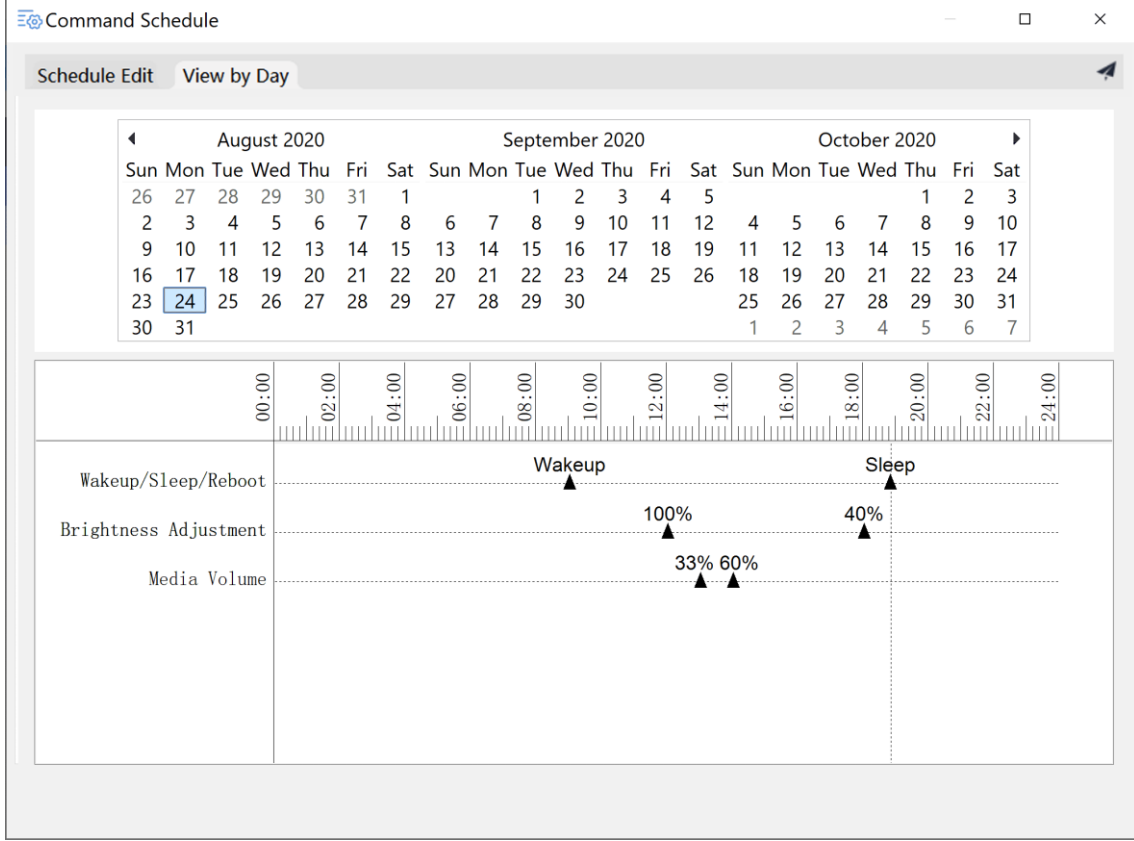 Command Schedule
Schedule Edit View by Day
August 2020 September 2020 October 2020
Sun Mon Tue Wed Thu Fri Sat Sun Mon Tue Wed Thu Fri Sat Sun Mon Tue Wed Thu Fri Sat
26 27 28 29 30 31 1 1 2 3 4 5 1 2 3
2 3 4 5 6 7 8 6 7 8 9 10 11 12 4 5 6 7 8 9 10
9 10 11 12 13 14 15 13 14 15 16 17 18 19 11 12 13 14 15 16 17
16 17 18 19 20 21 22 20 21 22 23 24 25 26 18 19 20 21 22 23 24
23 24 25 26 27 28 29 27 28 29 30 25 26 27 28 29 30 31
30 31 1 2 3 4 5 6 7
00:00 02:00 04:00 06:00 08:00 10:00 12:00 14:00 16:00 18:00 20:00 22:00 24:00
Wakeup/Sleep/Reboot Wakeup Sleep
Brightness Adjustment 100% 40%
Media Volume 33% 60%